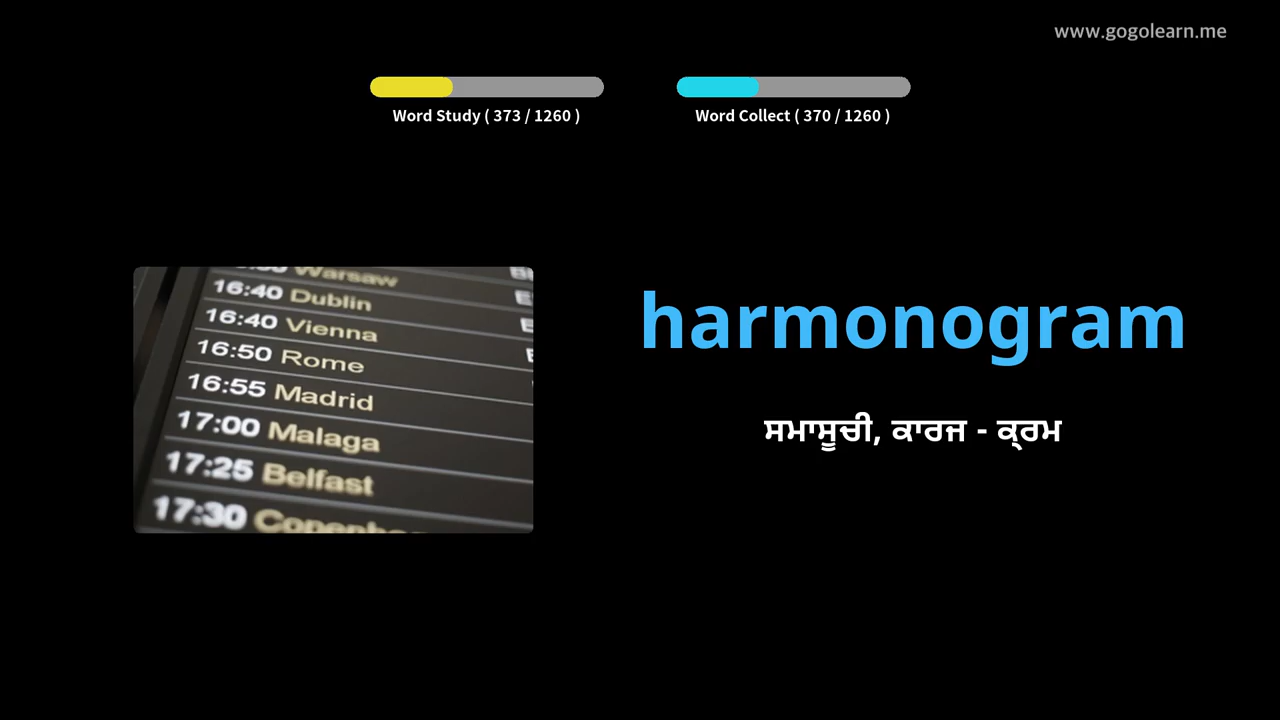 www.gogolearn.me
Word Study ( 373 / 1260 )
Word Collect ( 370 / 1260 )
Warsaw
16:40 Dublin
16:40 Vienna
16:50 Rome
16:55 Madrid
17:00 Malaga
17:25 Belfast
17:30
harmonogram
ਸਮਾਸੂਚੀ, ਕਾਰਜ - ਕ੍ਰਮ